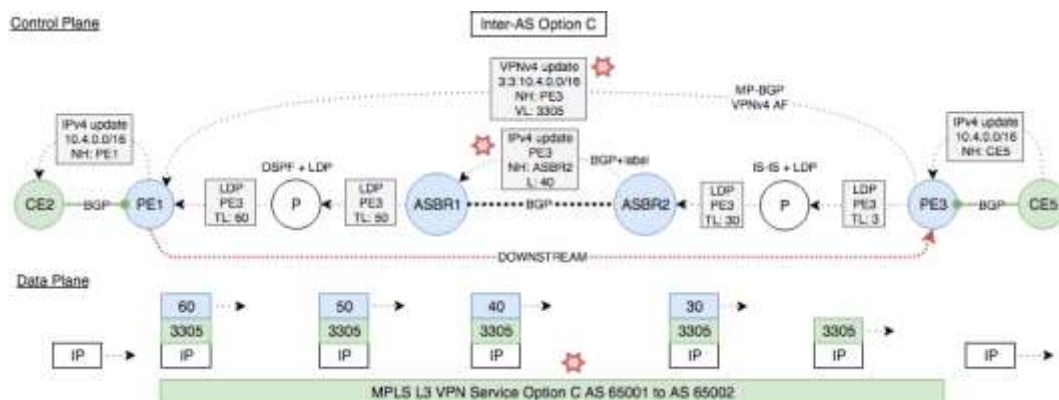 Control Plane
Inter-AS Option C
VPNv4 update
3:3:10.4.0.0/16
NH: PE3
VL: 3305
MP-BGP
VPNv4 AF
IPv4 update
10.4.0.0/16
NH: PE1
IPv4 update
PE3
NH: ASBR2
L: 40
BGP+label
IPv4 update
10.4.0.0/16
NH: CE5
OSPF + LDP
IS-IS + LDP
CE2
BGP
PE1
LDP
PE3
TL: 60
P
LDP
PE3
TL: 50
ASBR1
BGP
ASBR2
LDP
PE3
TL: 30
P
LDP
PE3
TL: 3
PE3
BGP
CE5
DOWNSTREAM
Data Plane
60
50
40
30
3305
3305
3305
3305
3305
IP
IP
IP
IP
IP
IP
IP
MPLS L3 VPN Service Option C AS 65001 to AS 65002